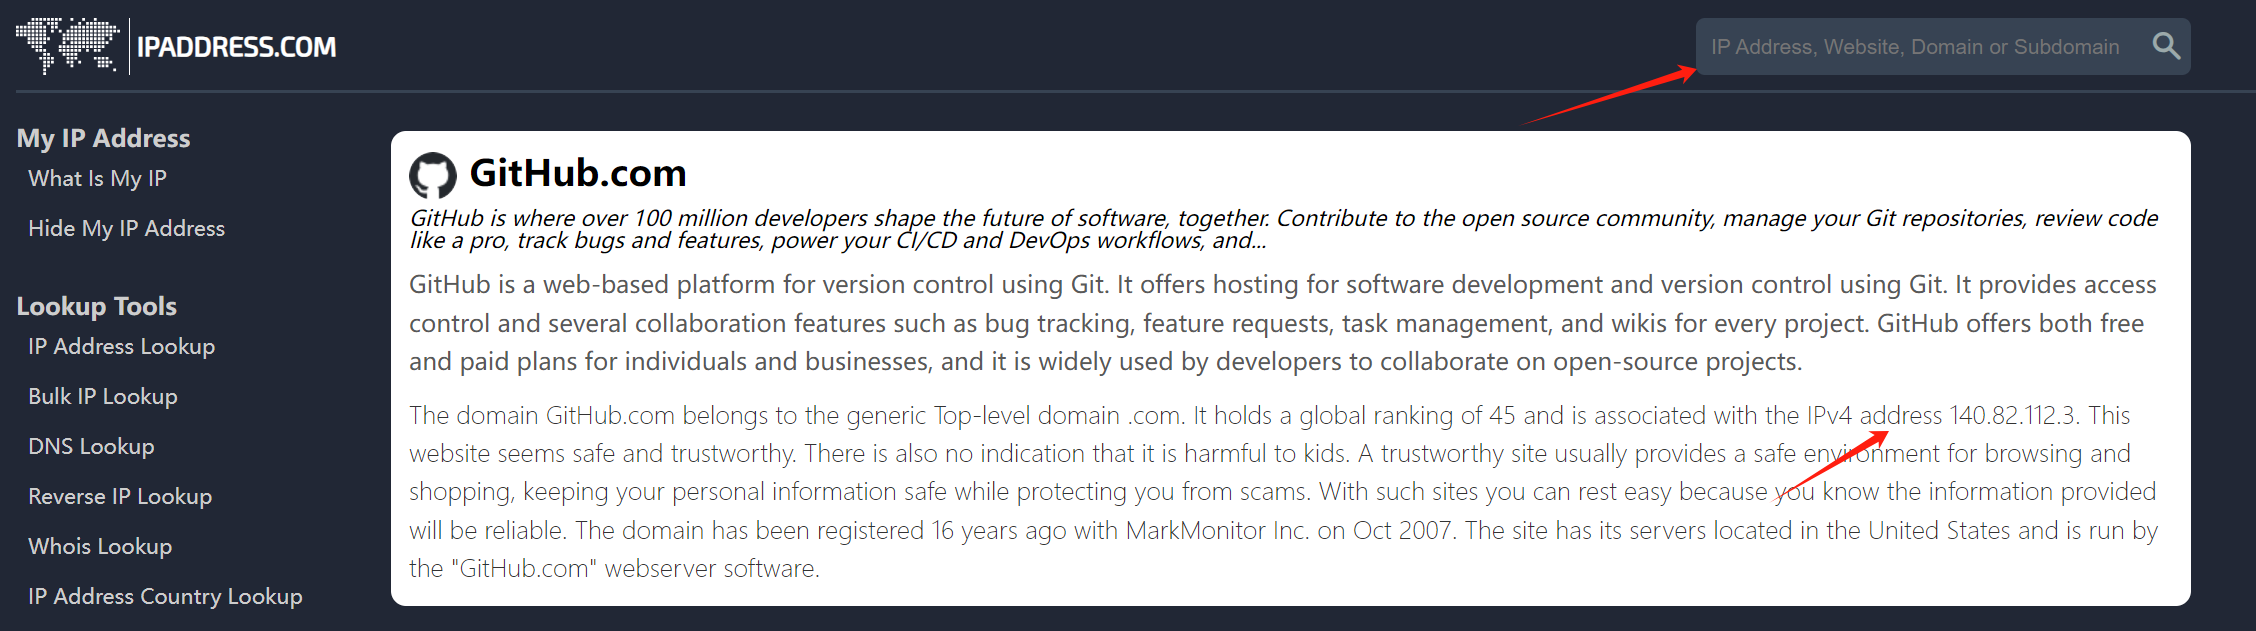 IPADDRESS.COM
IP Address, Website, Domain or Subdomain
My IP Address
What Is My IP
Hide My IP Address
Lookup Tools
IP Address Lookup
Bulk IP Lookup
DNS Lookup
Reverse IP Lookup
Whois Lookup
IP Address Country Lookup
GitHub.com
GitHub is where over 100 million developers shape the future of software, together. Contribute to the open source community, manage your Git repositories, review code
like a pro, track bugs and features, power your CI/CD and DevOps workflows, and...
GitHub is a web-based platform for version control using Git. It offers hosting for software development and version control using Git. It provides access
control and several collaboration features such as bug tracking, feature requests, task management, and wikis for every project. GitHub offers both free
and paid plans for individuals and businesses, and it is widely used by developers to collaborate on open-source projects.
The domain GitHub.com belongs to the generic Top-level domain .com. It holds a global ranking of 45 and is associated with the IPv4 address 140.82.112.3. This
website seems safe and trustworthy. There is also no indication that it is harmful to kids. A trustworthy site usually provides a safe environment for browsing and
shopping, keeping your personal information safe while protecting you from scams. With such sites you can rest easy because you know the information provided
will be reliable. The domain has been registered 16 years ago with MarkMonitor Inc. on Oct 2007. The site has its servers located in the United States and is run by
the "GitHub.com" webserver software.